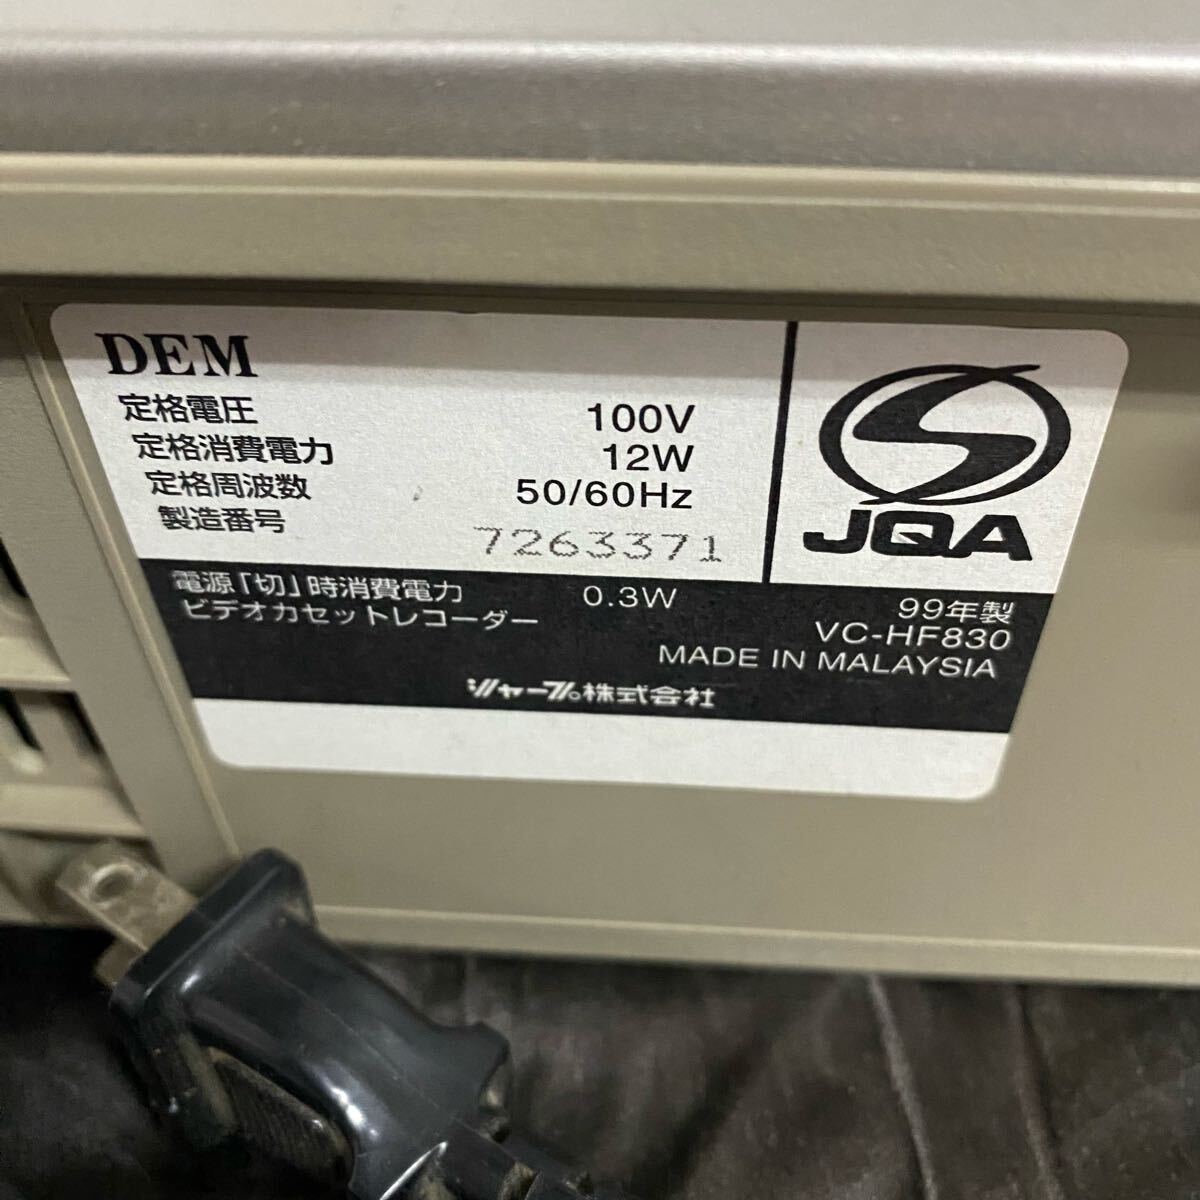 DEM
定格電圧 100V
定格消費電力 12W
定格周波数 50/60Hz
製造番号 7263371
JQA
電源「切」時消費電力 0.3W
ビデオカセットレコーダー
99年製
VC-HF830
MADE IN MALAYSIA
シャープ株式会社